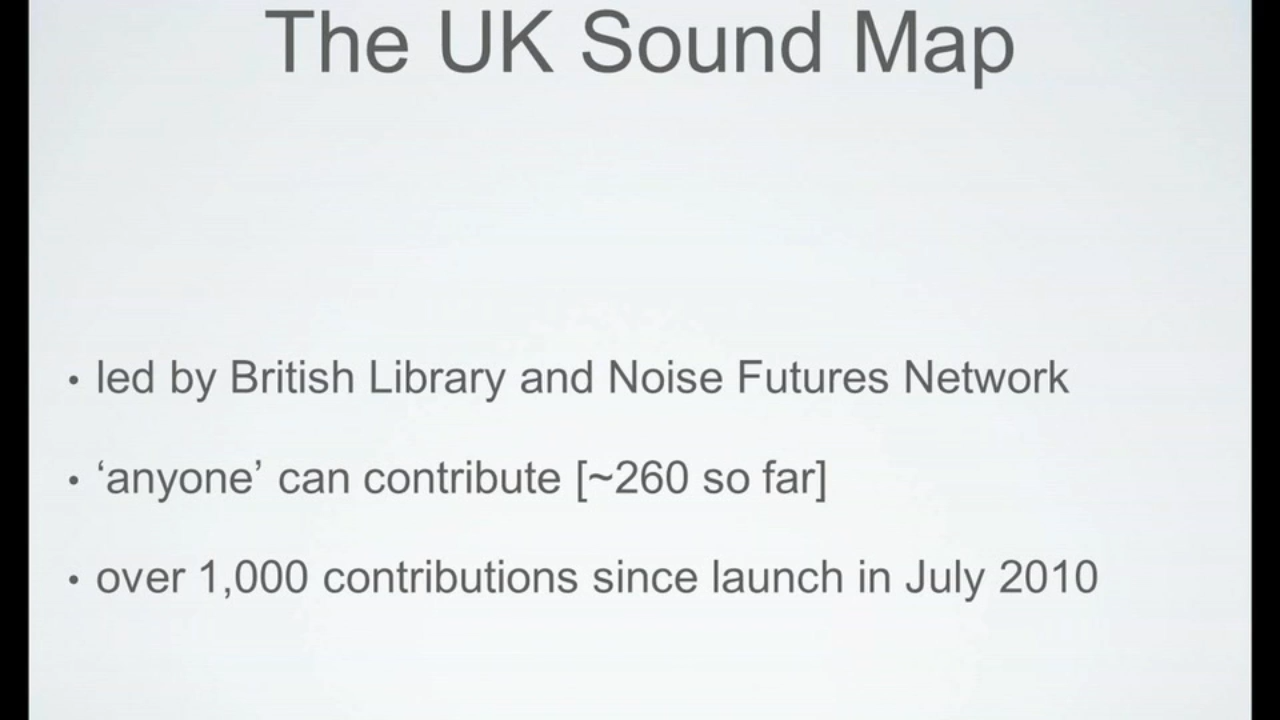 The UK Sound Map
• led by British Library and Noise Futures Network
• ‘anyone’ can contribute [~260 so far]
• over 1,000 contributions since launch in July 2010